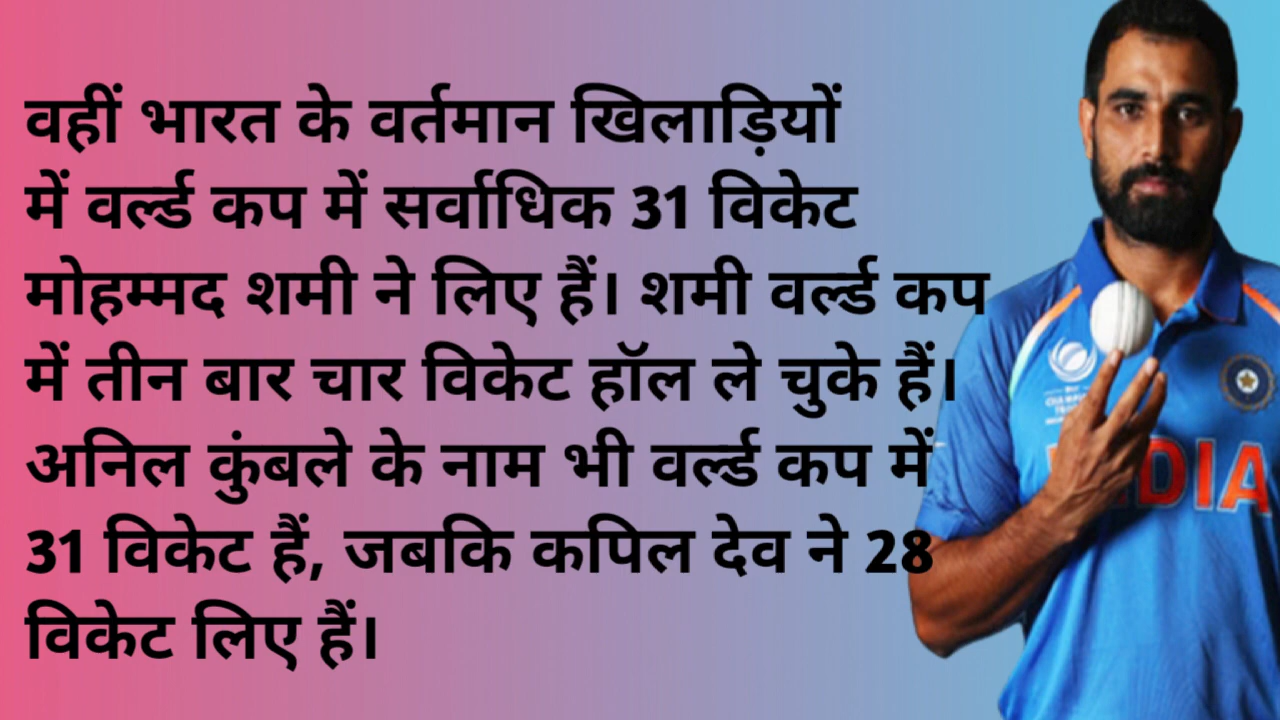 वहीं भारत के वर्तमान खिलाड़ियों
में वर्ल्ड कप में सर्वाधिक 31 विकेट
मोहम्मद शमी ने लिए हैं। शमी वर्ल्ड कप
में तीन बार चार विकेट हॉल ले चुके हैं।
अनिल कुंबले के नाम भी वर्ल्ड कप में
31 विकेट हैं, जबकि कपिल देव ने 28
विकेट लिए हैं।
DIA